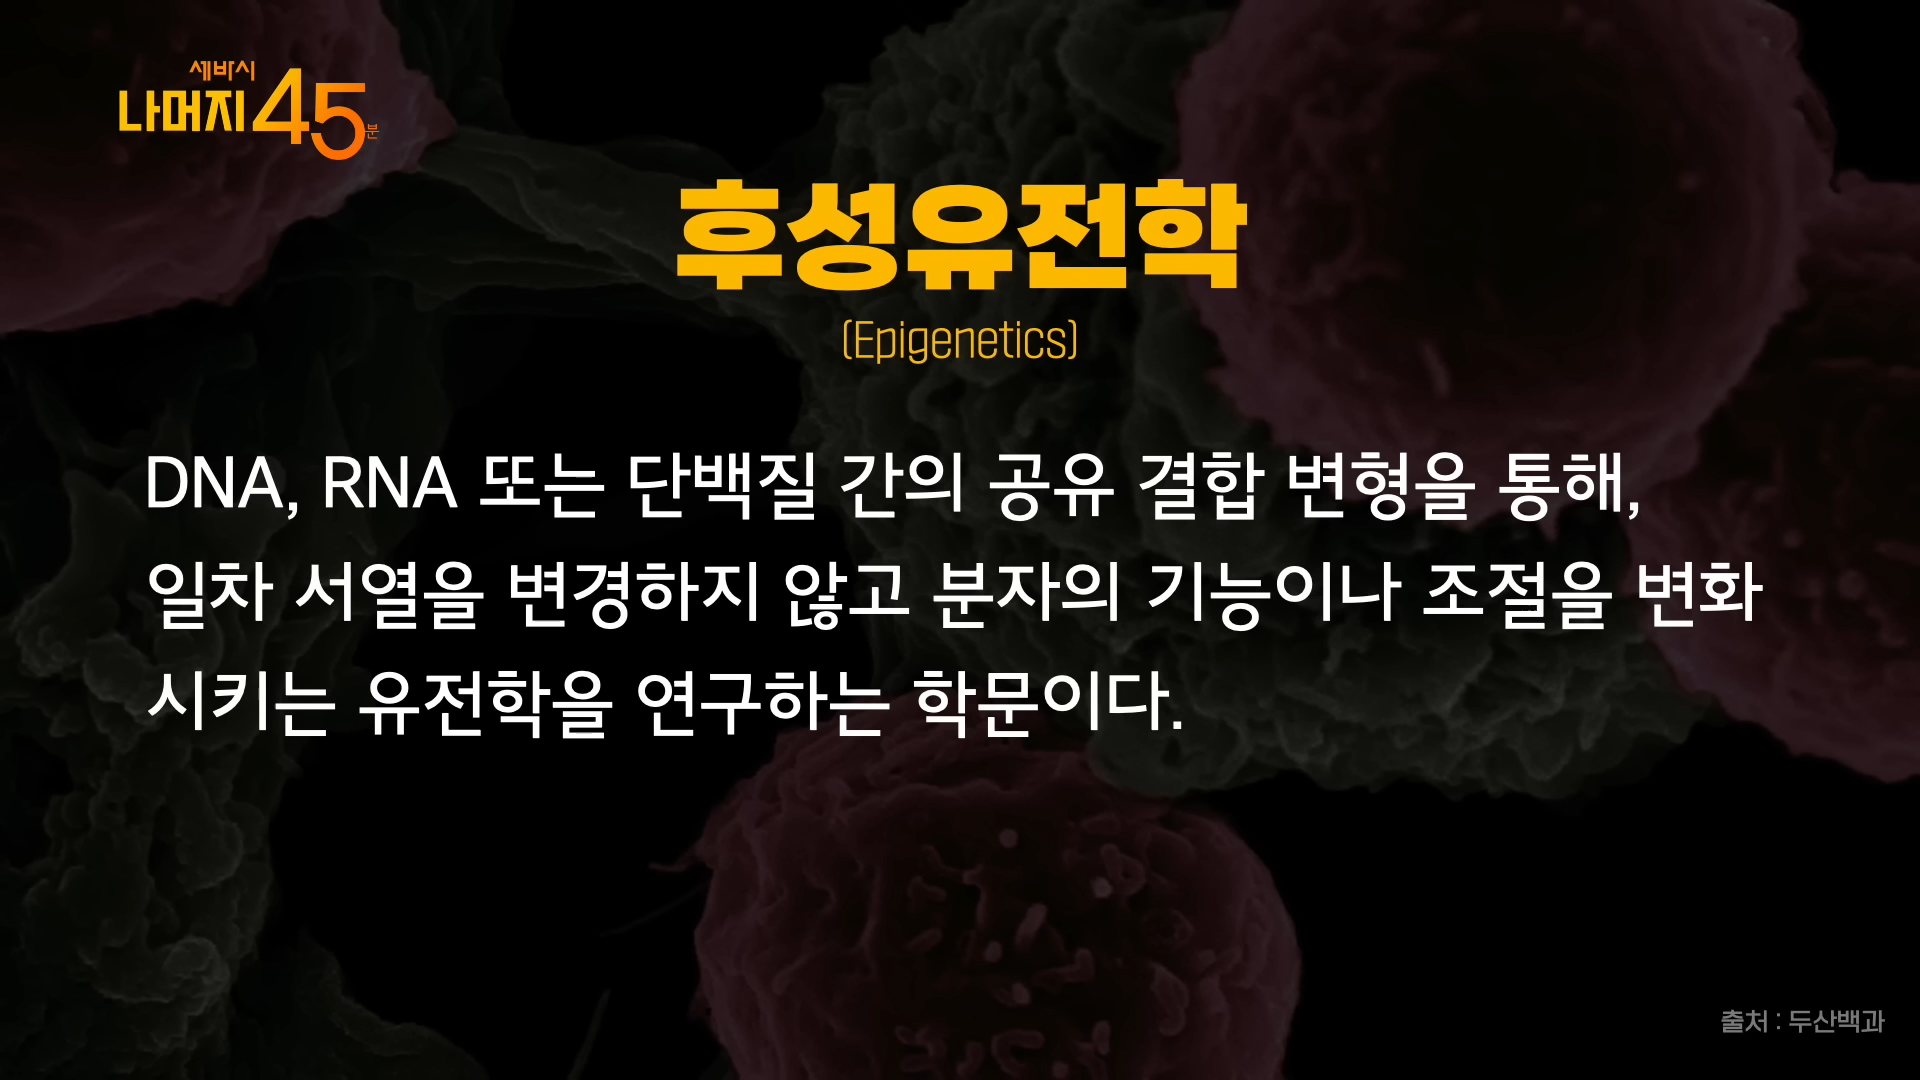 세바시
나머지45분
후성유전학
(Epigenetics)
DNA, RNA 또는 단백질 간의 공유 결합 변형을 통해,
일차 서열을 변경하지 않고 분자의 기능이나 조절을 변화
시키는 유전학을 연구하는 학문이다.
출처 : 두산백과